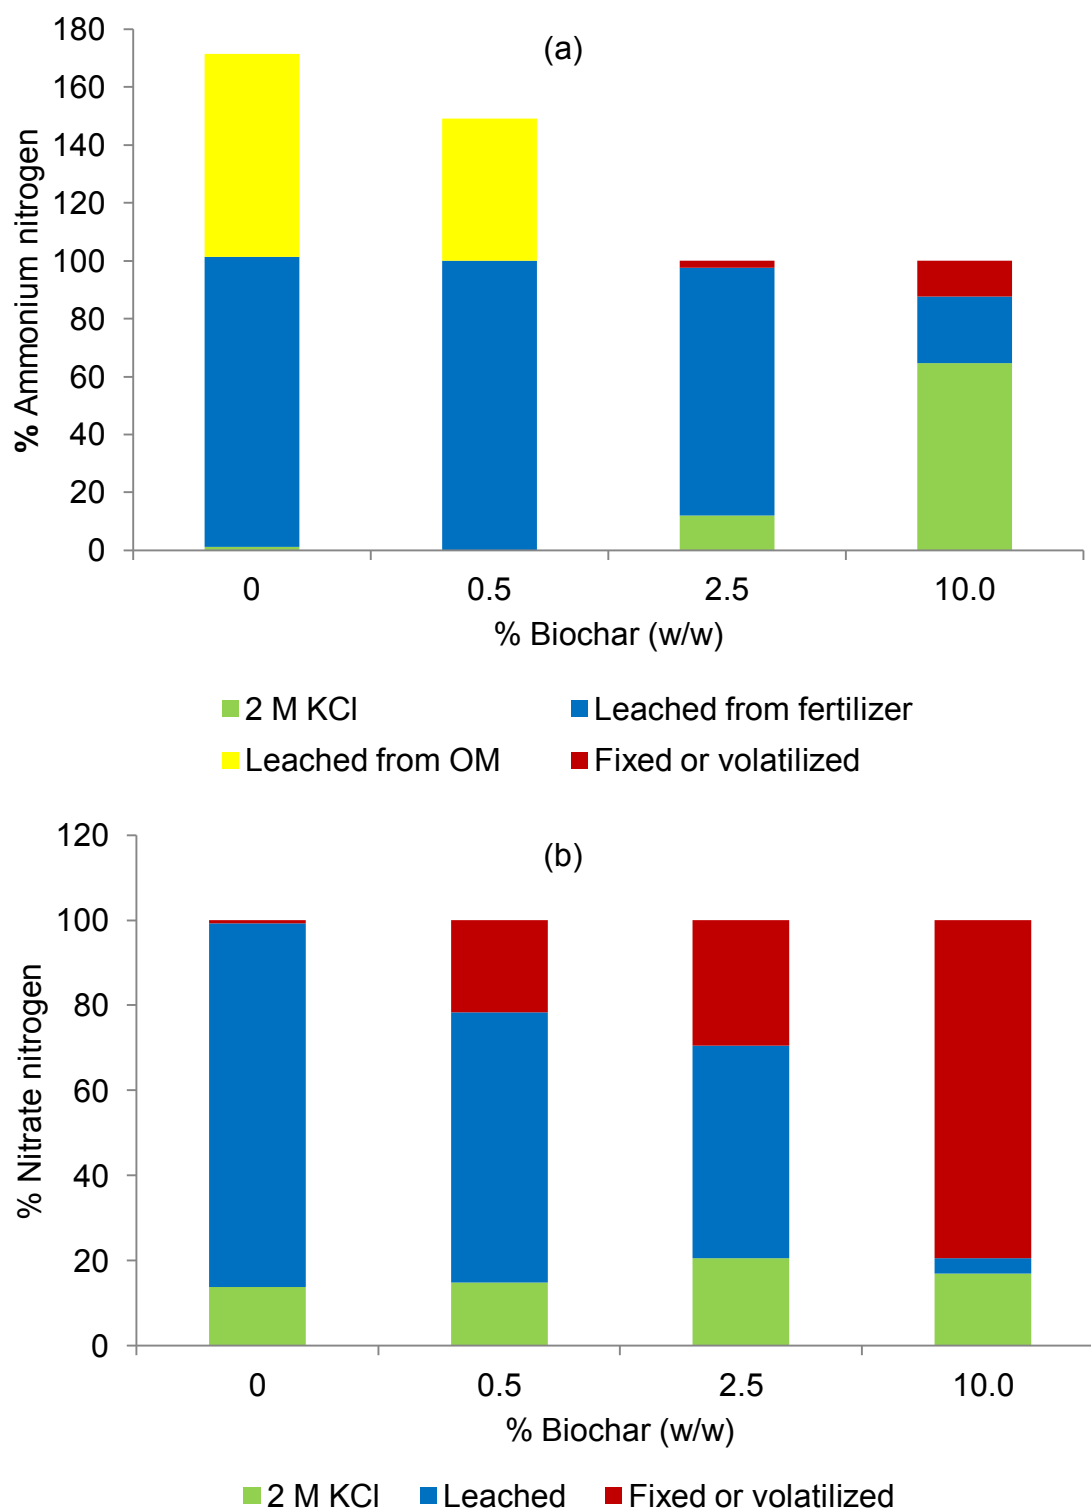 (a)
% Ammonium nitrogen
180
160
140
120
100
80
60
40
20
0
0 0.5 2.5 10.0
% Biochar (w/w)
2 M KCl Leached from fertilizer
Leached from OM Fixed or volatilized
(b)
% Nitrate nitrogen
120
100
80
60
40
20
0
0 0.5 2.5 10.0
% Biochar (w/w)
2 M KCl Leached Fixed or volatilized